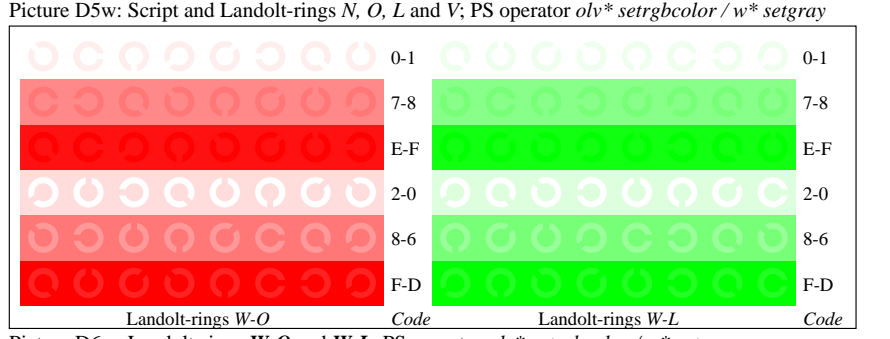 Picture D5w: Script and Landolt-rings N, O, L and V; PS operator olv* setrgbcolor / w* setgray
0-1 0-1
7-8 7-8
E-F E-F
2-0 2-0
8-6 8-6
F-D F-D
Landolt-rings W-O Code Landolt-rings W-L Code